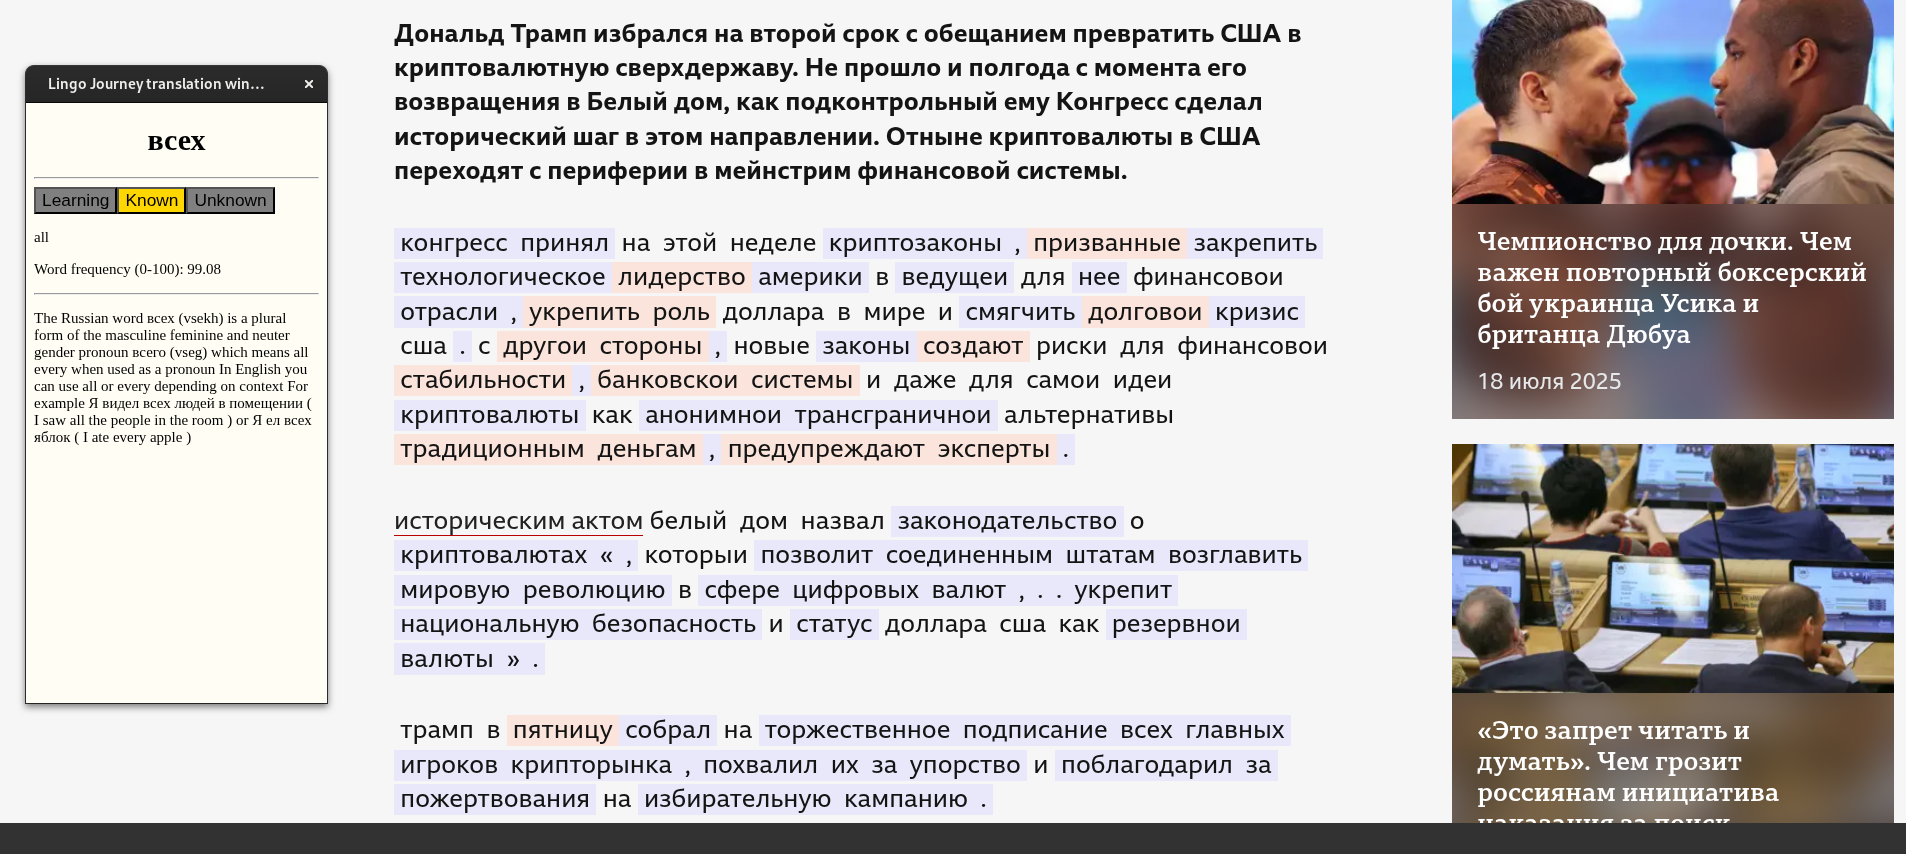 Lingo Journey translation win...
всех
Learning Known Unknown
all
Word frequency (0-100): 99.08
The Russian word всех (vsekh) is a plural
form of the masculine feminine and neuter
gender pronoun всего (vseg) which means all
every when used as a pronoun In English you
can use all or every depending on context For
example Я видел всех людей в помещении (
I saw all the people in the room ) or Я ел всех
яблок ( I ate every apple )
Дональд Трамп избрался на второй срок с обещанием превратить США в
криптовалютную сверхдержаву. Не прошло и полгода с момента его
возвращения в Белый дом, как подконтрольный ему Конгресс сделал
исторический шаг в этом направлении. Отныне криптовалюты в США
переходят с периферии в мейнстрим финансовой системы.
конгресс принял на этой неделе криптозаконы , призванные закрепить
технологическое лидерство америки в ведущеи для нее финансовои
отрасли , укрепить роль доллара в мире и смягчить долговои кризис
сша . с другои стороны , новые законы создают риски для финансовои
стабильности , банковскои системы и даже для самои идеи
криптовалюты как анонимнои трансграничнои альтернативы
традиционным деньгам , предупреждают эксперты .
историческим актом белый дом назвал законодательство о
криптовалютах « , которыи позволит соединенным штатам возглавить
мировую революцию в сфере цифровых валют , . . укрепит
национальную безопасность и статус доллара сша как резервнои
валюты » .
трамп в пятницу собрал на торжественное подписание всех главных
игроков крипторынка , похвалил их за упорство и поблагодарил за
пожертвования на избирательную кампанию .
Чемпионство для дочки. Чем
важен повторный боксерский
бой украинца Усика и
британца Дюбуа
18 июля 2025
«Это запрет читать и
думать». Чем грозит
россиянам инициатива
наказания за поиск